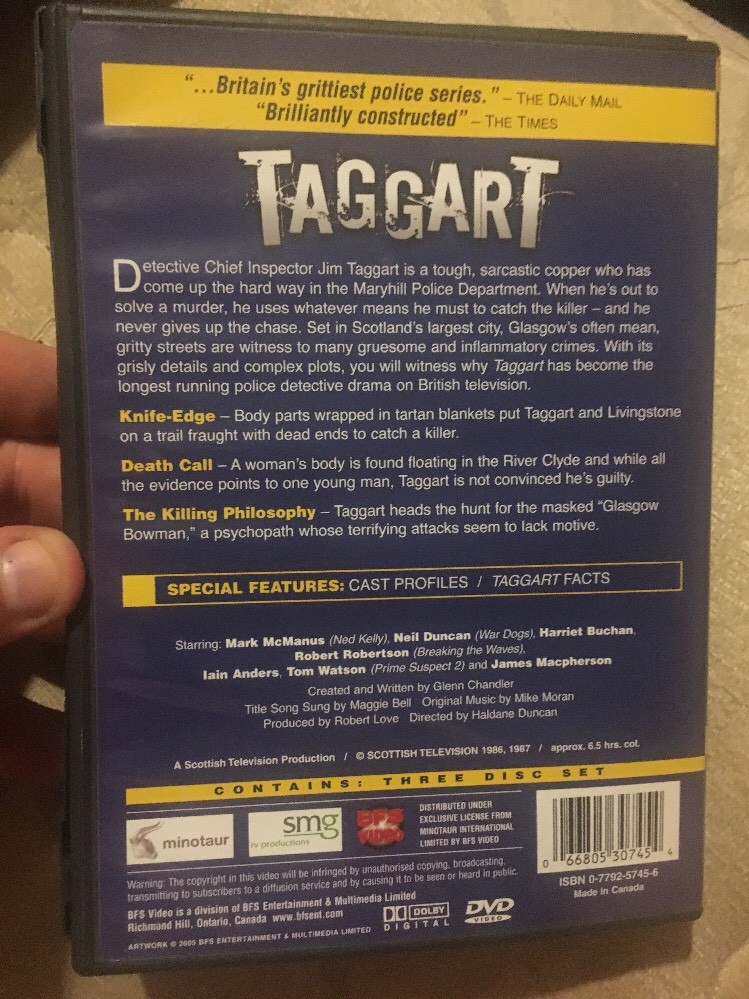 “...Britain's grittiest police series.” – THE DAILY MAIL
“Brilliantly constructed” – THE TIMES
TAGGART
Detective Chief Inspector Jim Taggart is a tough, sarcastic copper who has
come up the hard way in the Maryhill Police Department. When he's out to
solve a murder, he uses whatever means he must to catch the killer – and he
never gives up the chase. Set in Scotland's largest city, Glasgow's often mean,
gritty streets are witness to many gruesome and inflammatory crimes. With its
grisly details and complex plots, you will witness why Taggart has become the
longest running police detective drama on British television.
Knife-Edge – Body parts wrapped in tartan blankets put Taggart and Livingstone
on a trail fraught with dead ends to catch a killer.
Death Call – A woman's body is found floating in the River Clyde and while all
the evidence points to one young man, Taggart is not convinced he's guilty.
The Killing Philosophy – Taggart heads the hunt for the masked “Glasgow
Bowman,” a psychopath whose terrifying attacks seem to lack motive.
SPECIAL FEATURES: CAST PROFILES / TAGGART FACTS
Starring: Mark McManus (Ned Kelly), Neil Duncan (War Dogs), Harriet Buchan,
Robert Robertson (Breaking the Waves),
Iain Anders, Tom Watson (Prime Suspect 2) and James Macpherson
Created and Written by Glenn Chandler
Title Song Sung by Maggie Bell Original Music by Mike Moran
Produced by Robert Love Directed by Haldane Duncan
A Scottish Television Production / © SCOTTISH TELEVISION 1986, 1987 / approx. 6.5 hrs. col.
CONTAINS: THREE DISC SET
minotaur
smg
tv productions
BFS
VIDEO
DISTRIBUTED UNDER
EXCLUSIVE LICENSE FROM
MINOTAUR INTERNATIONAL
LIMITED BY BFS VIDEO
0 66805 30745 4
ISBN 0-7792-5745-6
Made in Canada
Warning: The copyright in this video will be infringed by unauthorised copying, broadcasting,
transmitting to subscribers to a diffusion service and by causing it to be seen or heard in public.
BFS Video is a division of BFS Entertainment & Multimedia Limited
Richmond Hill, Ontario, Canada www.bfsent.com
DOLBY
DIGITAL
DVD
VIDEO
ARTWORK © 2005 BFS ENTERTAINMENT & MULTIMEDIA LIMITED